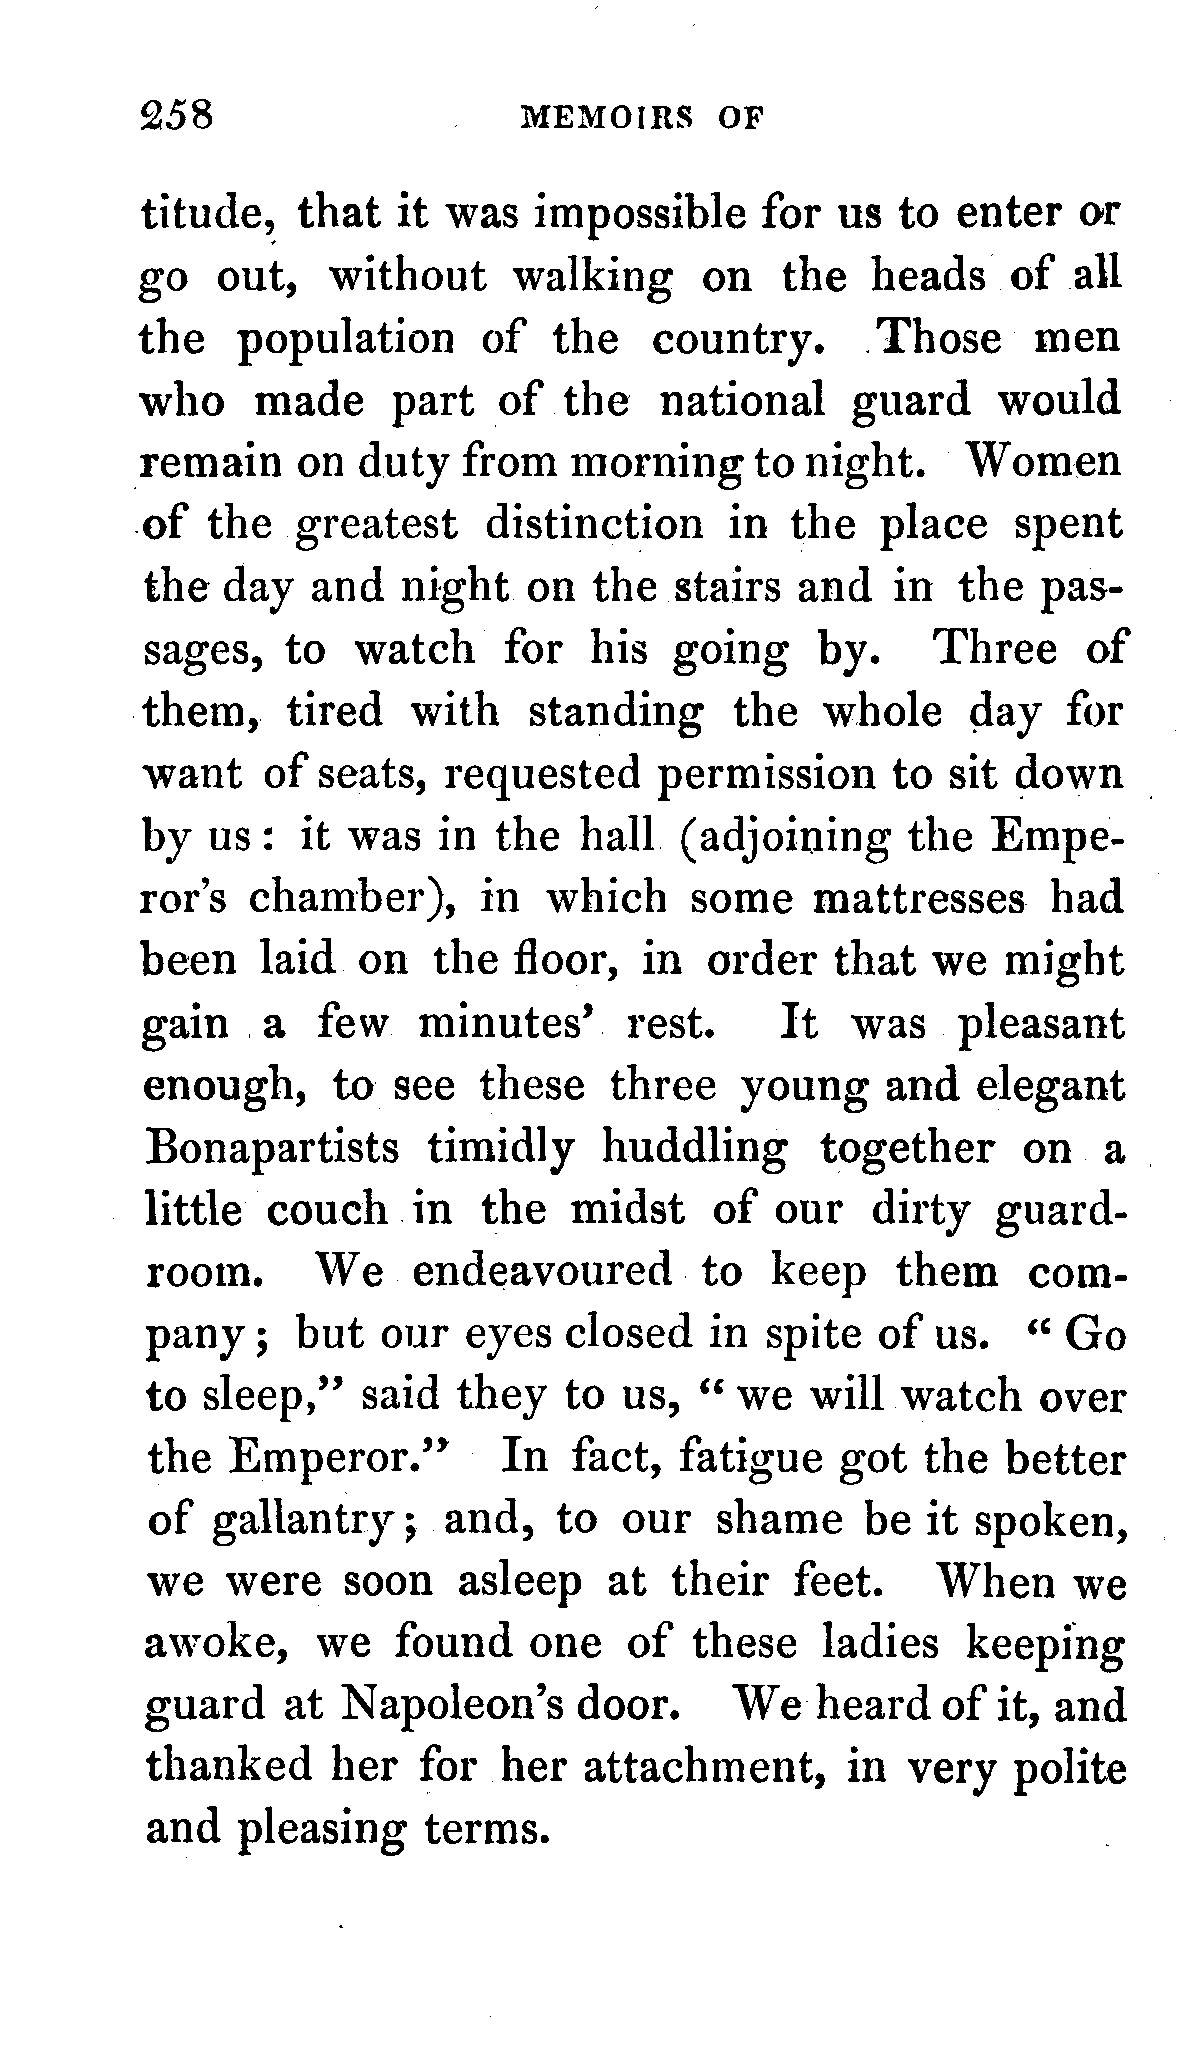 258 MEMOIRS OF
titude, that it was impossible for us to enter or
go out, without walking on the heads of all
the population of the country. Those men
who made part of the national guard would
remain on duty from morning to night. Women
of the greatest distinction in the place spent
the day and night on the stairs and in the pas-
sages, to watch for his going by. Three of
them, tired with standing the whole day for
want of seats, requested permission to sit down
by us : it was in the hall (adjoining the Empe-
ror's chamber), in which some mattresses had
been laid on the floor, in order that we might
gain a few minutes' rest. It was pleasant
enough, to see these three young and elegant
Bonapartists timidly huddling together on a
little couch in the midst of our dirty guard-
room. We endeavoured to keep them com-
pany ; but our eyes closed in spite of us. “ Go
to sleep,” said they to us, “ we will watch over
the Emperor.” In fact, fatigue got the better
of gallantry ; and, to our shame be it spoken,
we were soon asleep at their feet. When we
awoke, we found one of these ladies keeping
guard at Napoleon's door. We heard of it, and
thanked her for her attachment, in very polite
and pleasing terms.